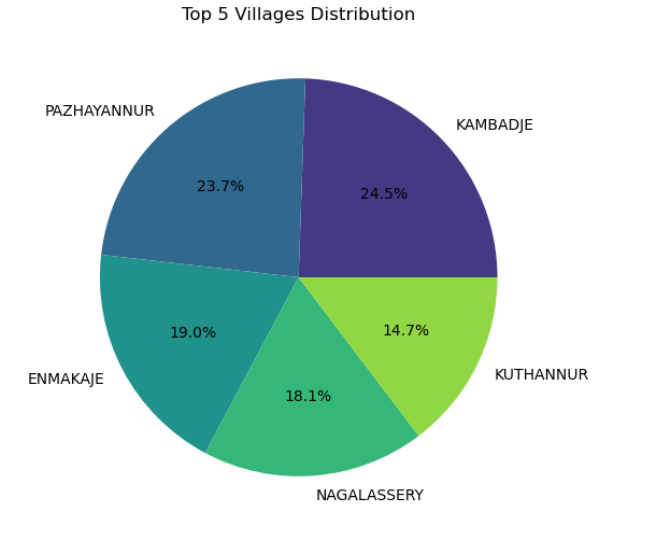 Top 5 Villages Distribution
PAZHAYANNUR
KAMBADJE
23.7%
24.5%
19.0%
14.7%
ENMAKAJE
KUTHANNUR
18.1%
NAGALASSERY